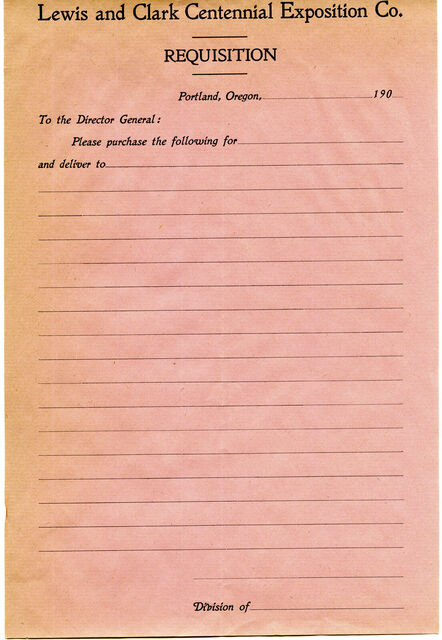 Lewis and Clark Centennial Exposition Co.
REQUISITION
Portland, Oregon, 190
To the Director General:
Please purchase the following for
and deliver to
Division of